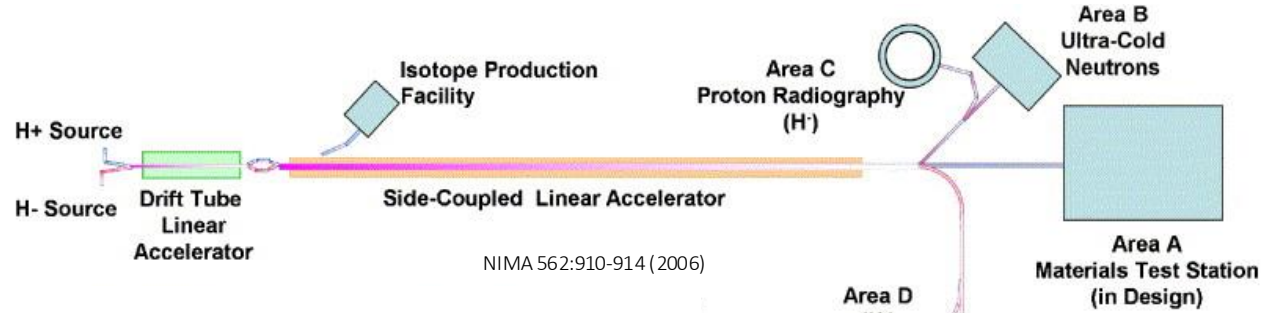 Area B
Ultra-Cold
Neutrons
Isotope Production
Facility
Area C
Proton Radiography
(H-)
H+ Source
H- Source
Drift Tube
Linear
Accelerator
Side-Coupled Linear Accelerator
NIMA 562:910-914 (2006)
Area A
Materials Test Station
(in Design)
Area D